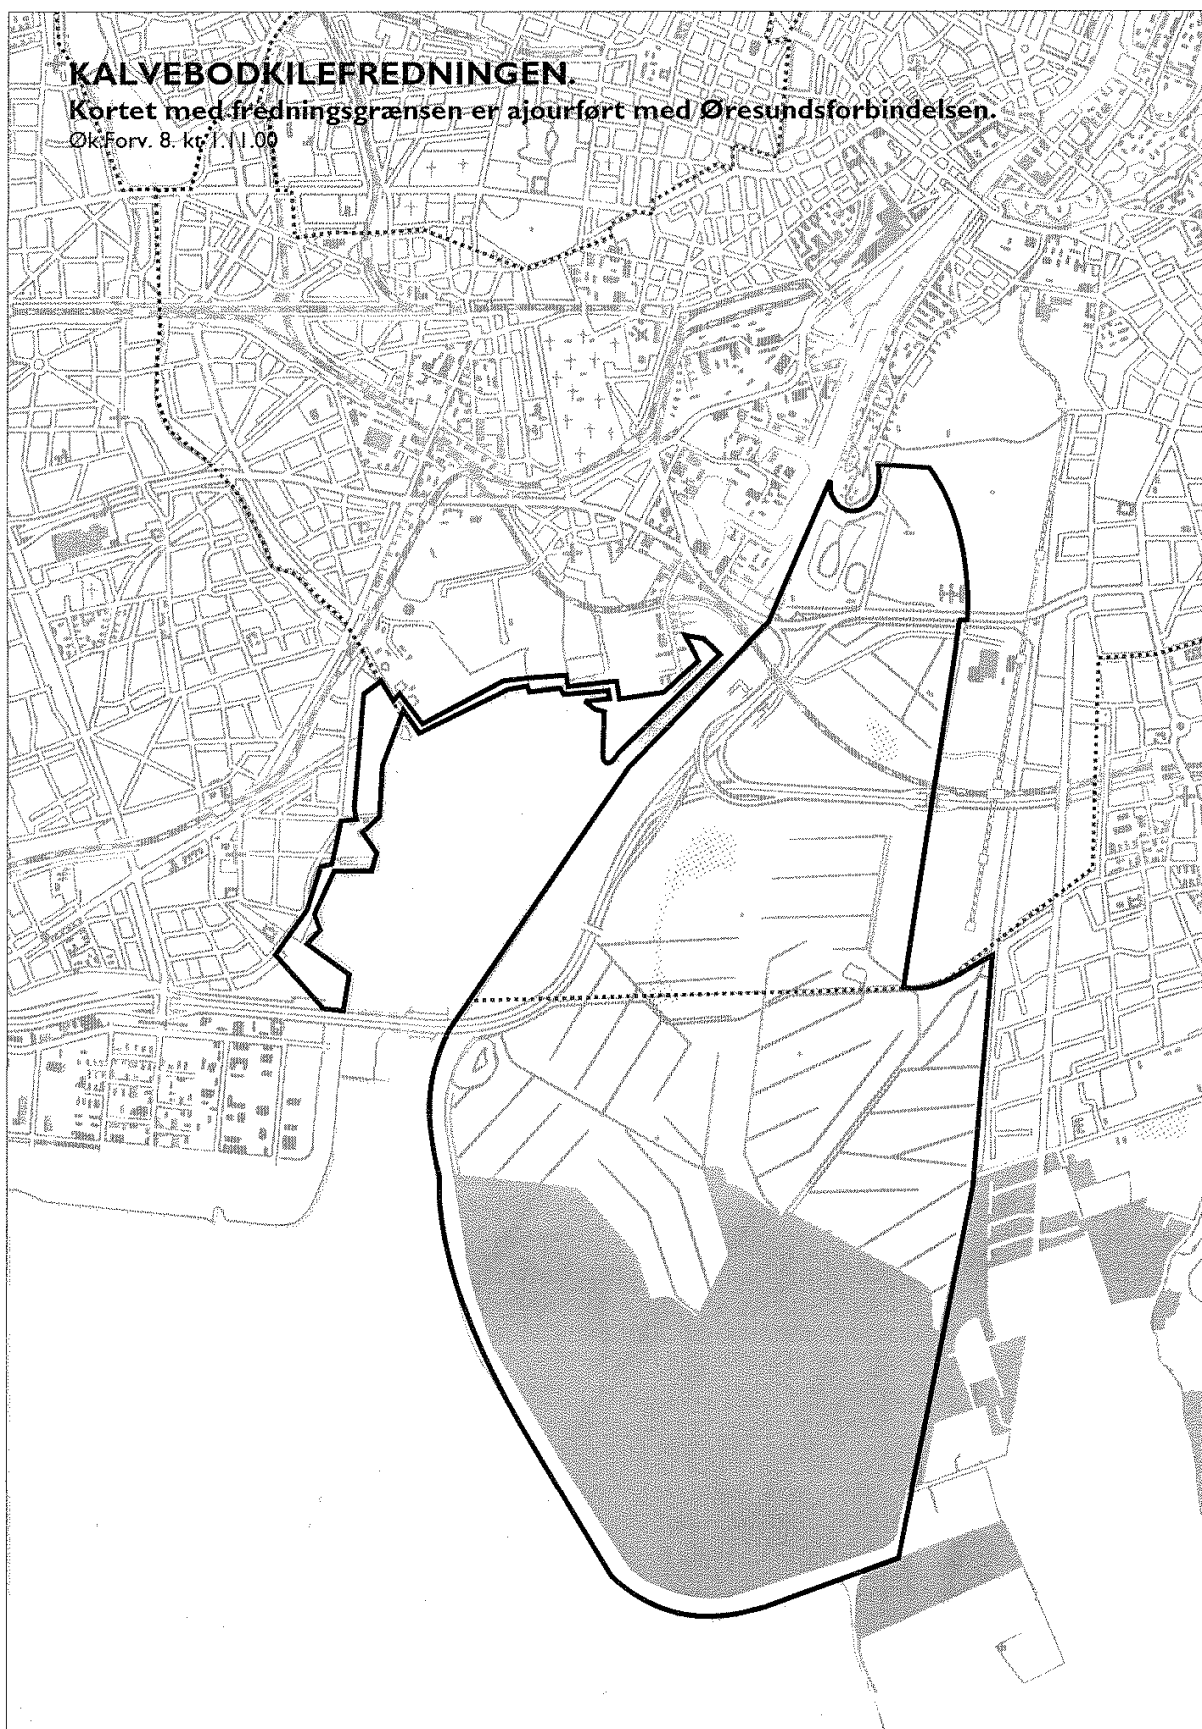 KALVEBODKILEFREDNINGEN.
Kortet med fredningsgrænsen er ajourført med Øresundsforbindelsen.
Øk.Forv. 8. kt. 1.11.00